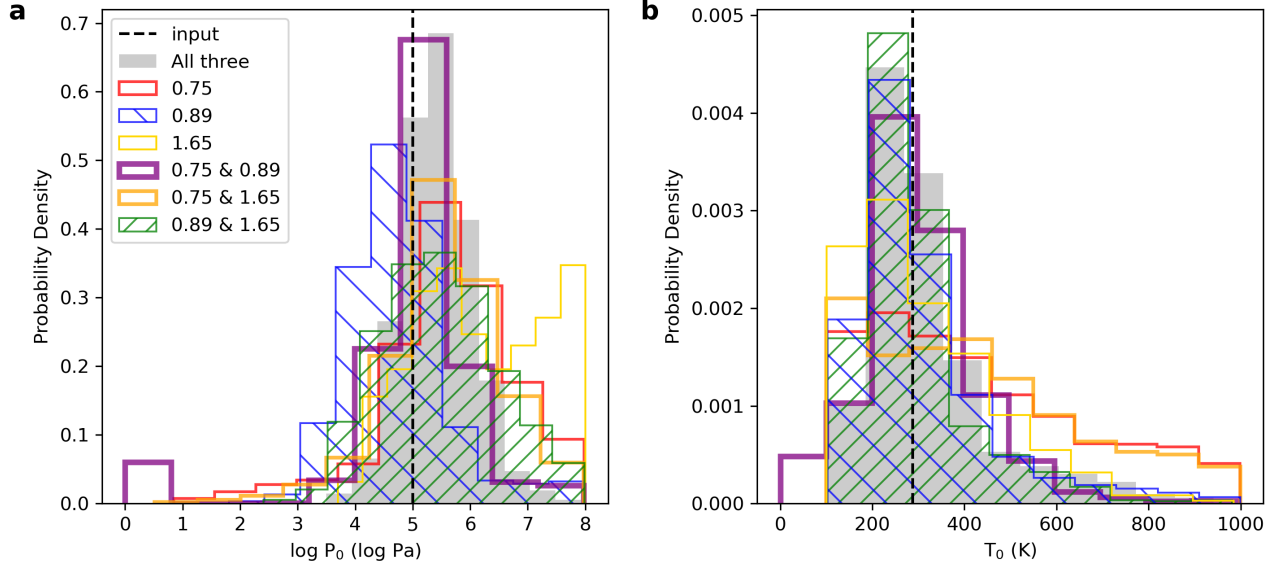 a
Probability Density
0.7
0.6
0.5
0.4
0.3
0.2
0.1
0.0
input
All three
0.75
0.89
1.65
0.75 & 0.89
0.75 & 1.65
0.89 & 1.65
0 1 2 3 4 5 6 7 8
log P₀ (log Pa)
b
Probability Density
0.005
0.004
0.003
0.002
0.001
0.000
0 200 400 600 800 1000
T₀ (K)